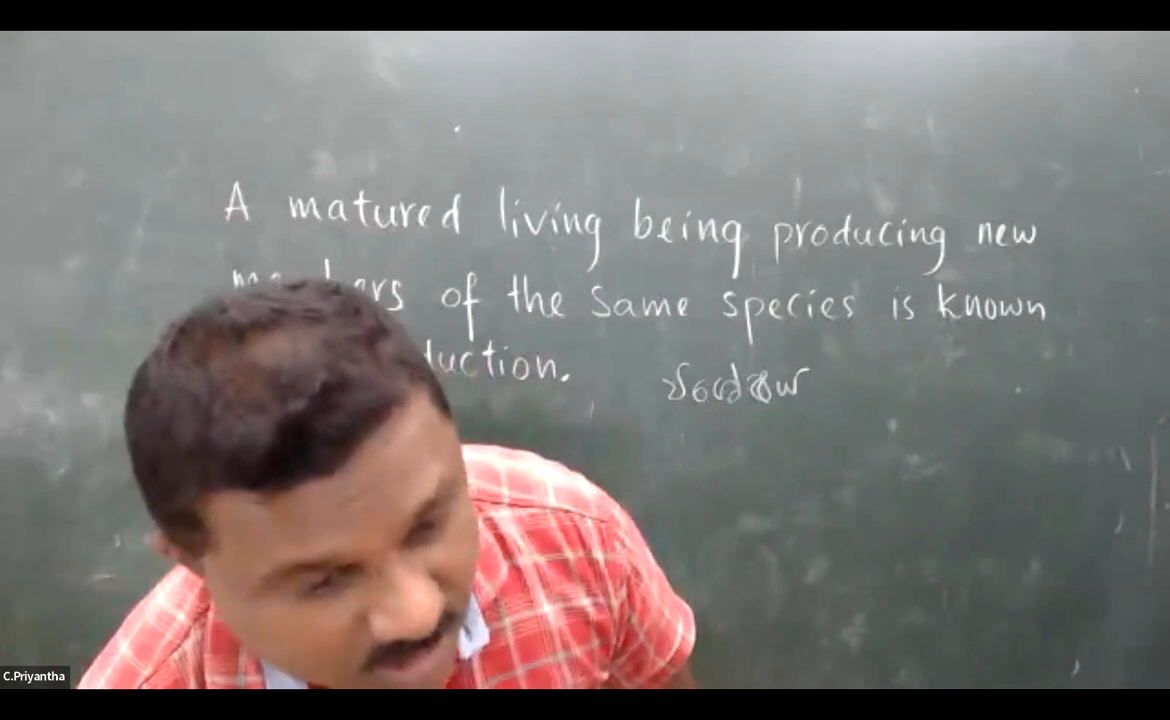 A matured living being producing new
of the same species is known
C.Priyantha